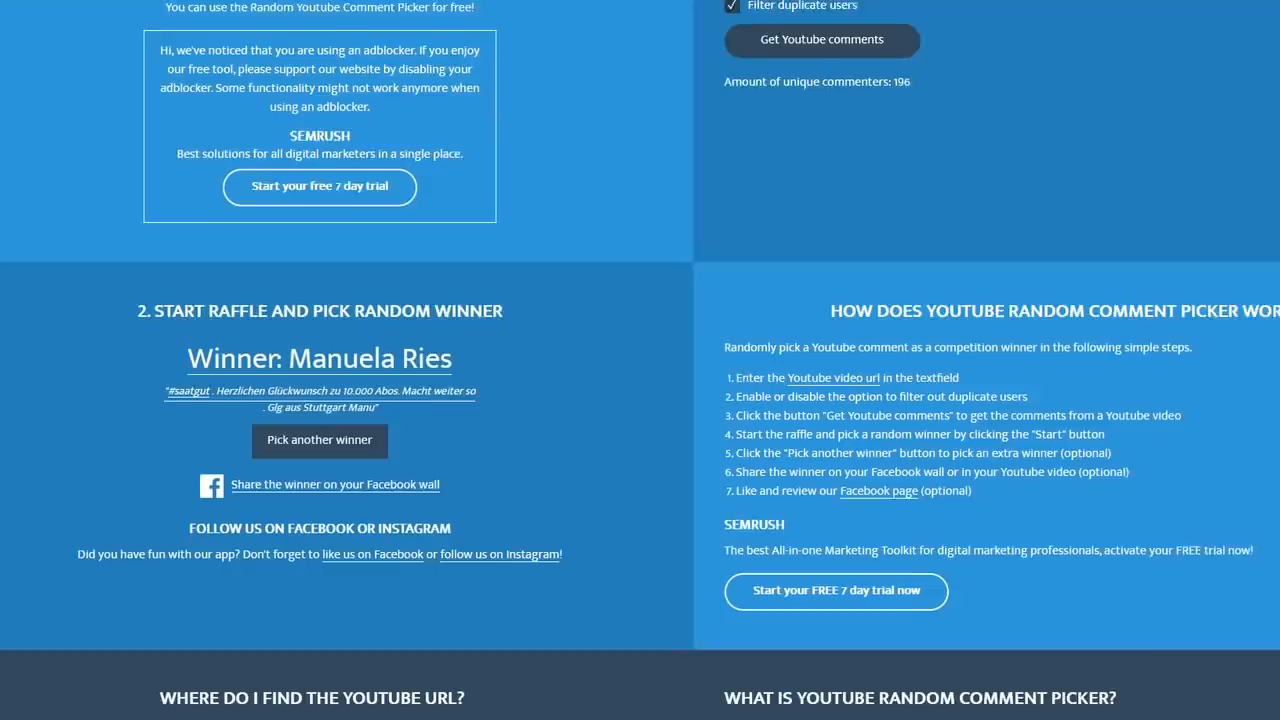 You can use the Random Youtube Comment Picker for free!
Hi, we've noticed that you are using an adblocker. If you enjoy
our free tool, please support our website by disabling your
adblocker. Some functionality might not work anymore when
using an adblocker.
SEMRUSH
Best solutions for all digital marketers in a single place.
Start your free 7 day trial
Filter duplicate users
Get Youtube comments
Amount of unique commenters: 196
2. START RAFFLE AND PICK RANDOM WINNER
Winner: Manuela Ries
"#saatgut . Herzlichen Glückwunsch zu 10.000 Abos. Macht weiter so
. Glg aus Stuttgart Manu"
Pick another winner
Share the winner on your Facebook wall
FOLLOW US ON FACEBOOK OR INSTAGRAM
Did you have fun with our app? Don't forget to like us on Facebook or follow us on Instagram!
HOW DOES YOUTUBE RANDOM COMMENT PICKER WOR
Randomly pick a Youtube comment as a competition winner in the following simple steps.
1. Enter the Youtube video url in the textfield
2. Enable or disable the option to filter out duplicate users
3. Click the button "Get Youtube comments" to get the comments from a Youtube video
4. Start the raffle and pick a random winner by clicking the "Start" button
5. Click the "Pick another winner" button to pick an extra winner (optional)
6. Share the winner on your Facebook wall or in your Youtube video (optional)
7. Like and review our Facebook page (optional)
SEMRUSH
The best All-in-one Marketing Toolkit for digital marketing professionals, activate your FREE trial now!
Start your FREE 7 day trial now
WHERE DO I FIND THE YOUTUBE URL?
WHAT IS YOUTUBE RANDOM COMMENT PICKER?